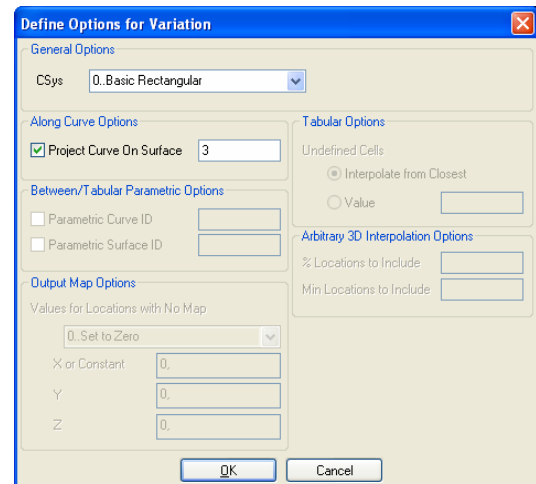 Define Options for Variation
General Options
CSys 0..Basic Rectangular
Along Curve Options
Project Curve On Surface 3
Between/Tabular Parametric Options
Parametric Curve ID
Parametric Surface ID
Output Map Options
Values for Locations with No Map
0..Set to Zero
X or Constant 0,
Y 0,
Z 0,
Tabular Options
Undefined Cells
Interpolate from Closest
Value
Arbitrary 3D Interpolation Options
% Locations to Include
Min Locations to Include
OK Cancel